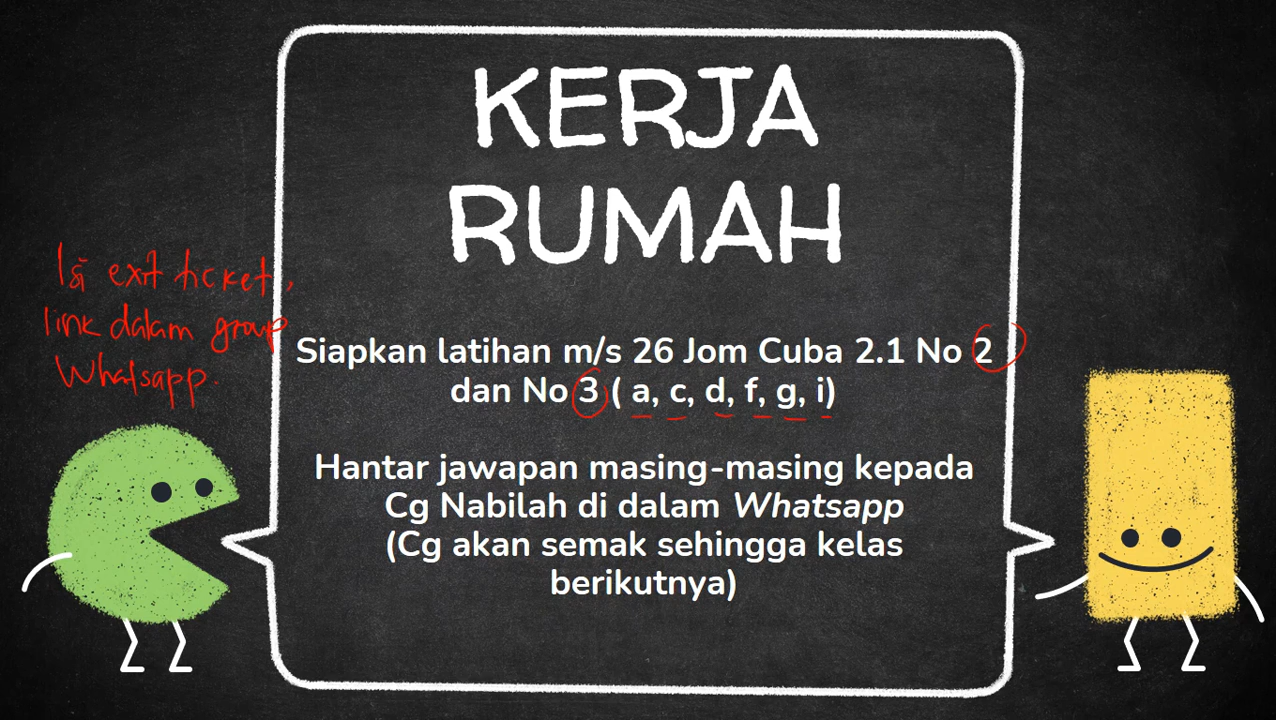 KERJA
RUMAH
Isi exit ticket,
link dalam group
Whatsapp.
Siapkan latihan m/s 26 Jom Cuba 2.1 No 2
dan No 3 ( a, c, d, f, g, i)
Hantar jawapan masing-masing kepada
Cg Nabilah di dalam Whatsapp
(Cg akan semak sehingga kelas
berikutnya)